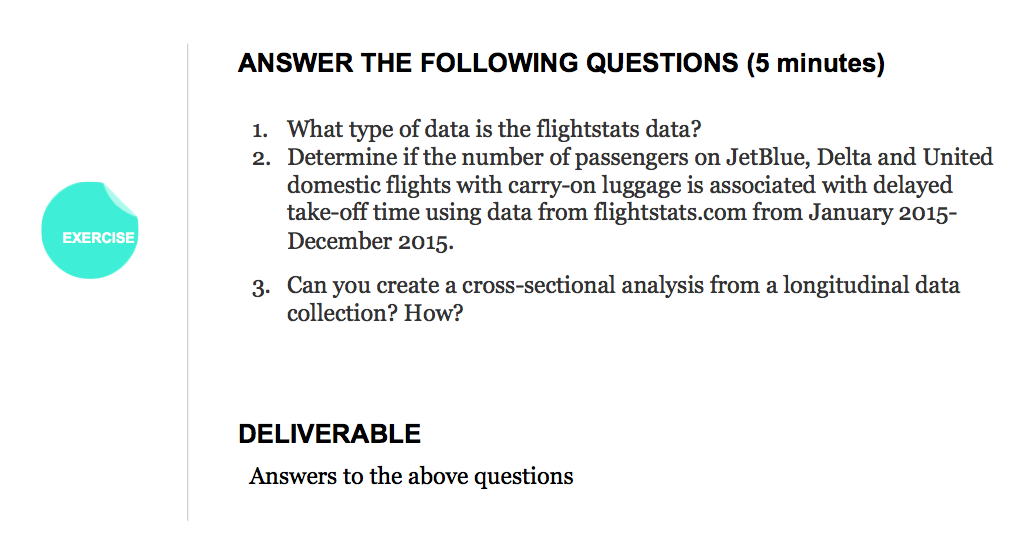 ANSWER THE FOLLOWING QUESTIONS (5 minutes)
1. What type of data is the flightstats data?
2. Determine if the number of passengers on JetBlue, Delta and United
domestic flights with carry-on luggage is associated with delayed
take-off time using data from flightstats.com from January 2015-
December 2015.
EXERCISE
3. Can you create a cross-sectional analysis from a longitudinal data
collection? How?
DELIVERABLE
Answers to the above questions